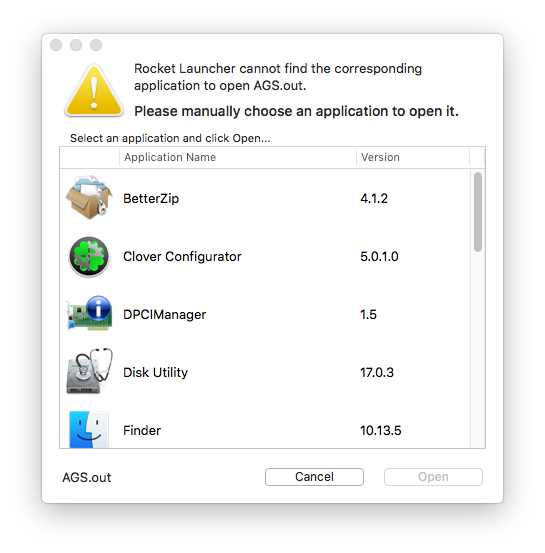 Rocket Launcher cannot find the corresponding
application to open AGS.out.
Please manually choose an application to open it.
Select an application and click Open...
Application Name Version
BetterZip 4.1.2
Clover Configurator 5.0.1.0
DPCIManager 1.5
Disk Utility 17.0.3
Finder 10.13.5
AGS.out Cancel Open